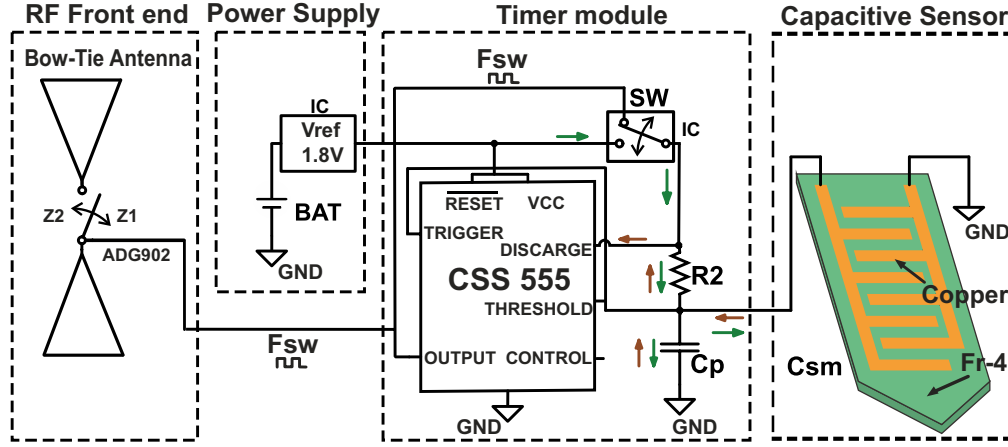 RF Front end
Power Supply
Timer module
Capacitive Sensor
Bow-Tie Antenna
Z2
Z1
ADG902
Fsw
IC
Vref
1.8V
BAT
GND
Fsw
SW
IC
RESET
VCC
TRIGGER
DISCARGE
CSS 555
THRESHOLD
OUTPUT
CONTROL
GND
R2
Cp
GND
GND
Copper
Csm
Fr-4